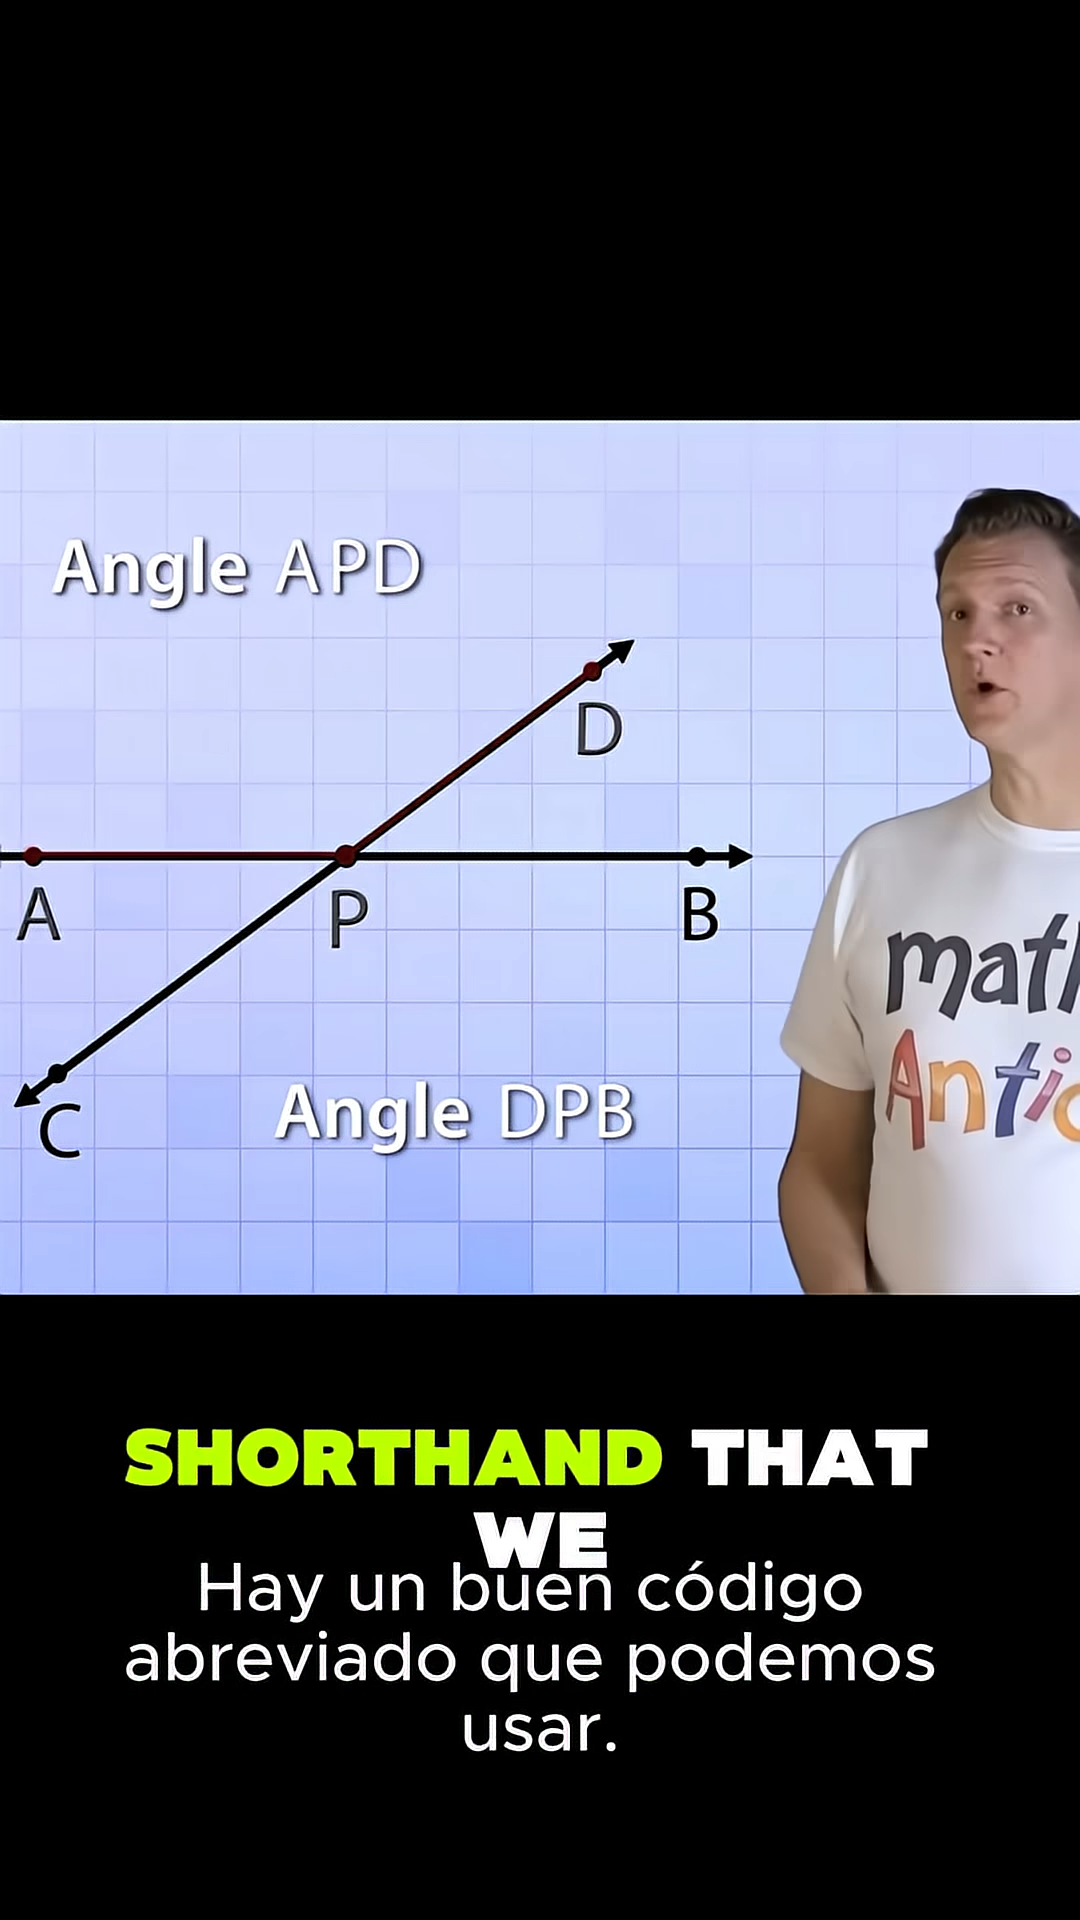 Angle APD
D
A
P
B
math
Antic
C
Angle DPB
SHORTHAND THAT
WE
Hay un buen código
abreviado que podemos
usar.